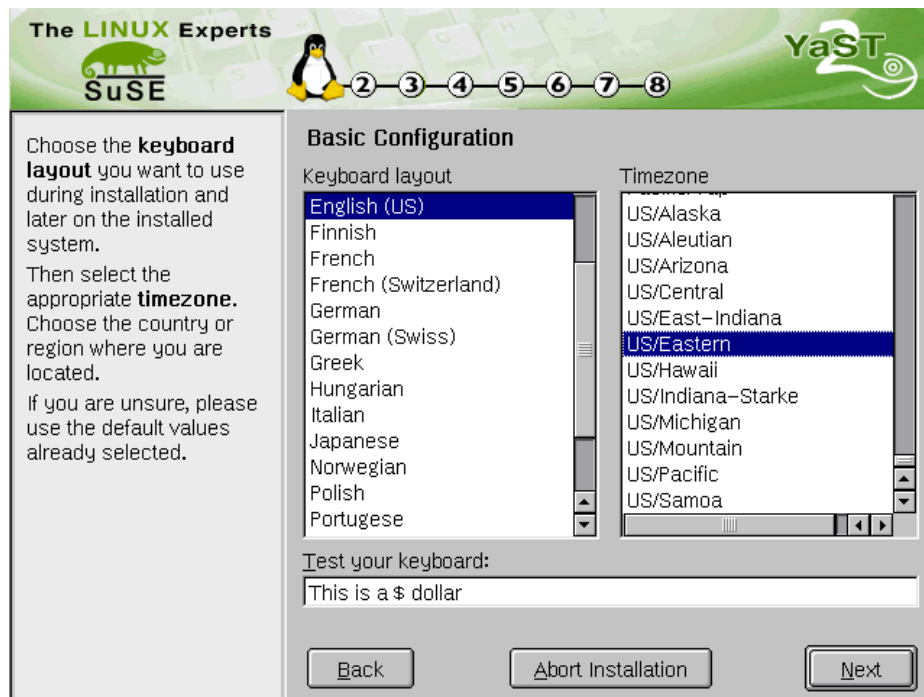 The LINUX Experts
SuSE
2 3 4 5 6 7 8
YaST
2
Choose the keyboard
layout you want to use
during installation and
later on the installed
system.
Then select the
appropriate timezone.
Choose the country or
region where you are
located.
If you are unsure, please
use the default values
already selected.
Basic Configuration
Keyboard layout
English (US)
Finnish
French
French (Switzerland)
German
German (Swiss)
Greek
Hungarian
Italian
Japanese
Norwegian
Polish
Portugese
Timezone
US/Alaska
US/Aleutian
US/Arizona
US/Central
US/East-Indiana
US/Eastern
US/Hawaii
US/Indiana-Starke
US/Michigan
US/Mountain
US/Pacific
US/Samoa
Test your keyboard:
This is a $ dollar
Back
Abort Installation
Next